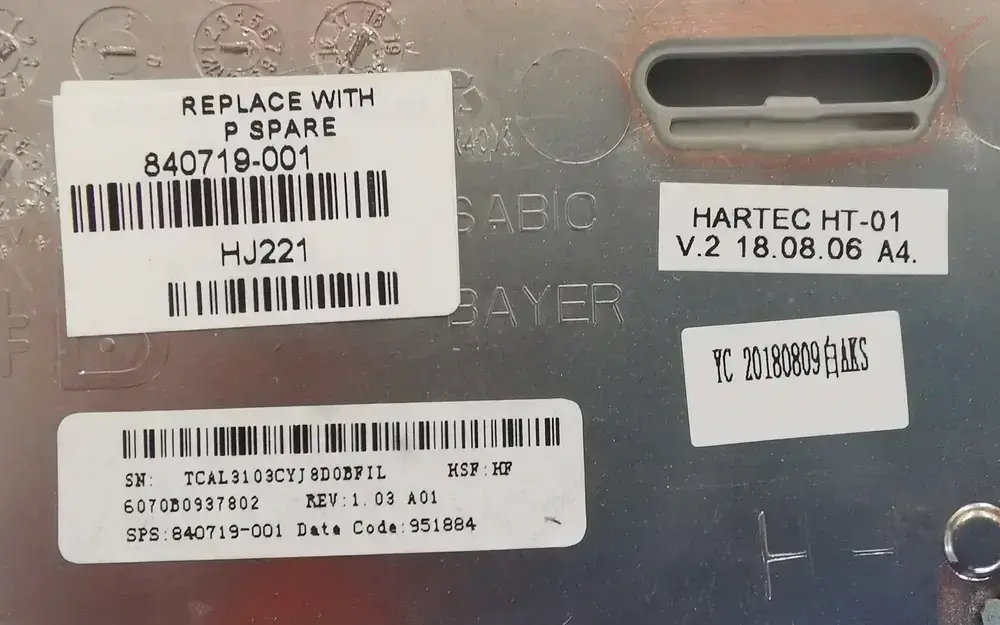 REPLACE WITH
P SPARE
840719-001
HJ221
SABIC
BAYER
HARTEC HT-01
V.2 18.08.06 A4.
YC 20180809白AKS
SN: TCAL3103CYJ8D0BFIL HSF:HF
6070B0937802 REV:1.03 A01
SPS:840719-001 Date Code:951884